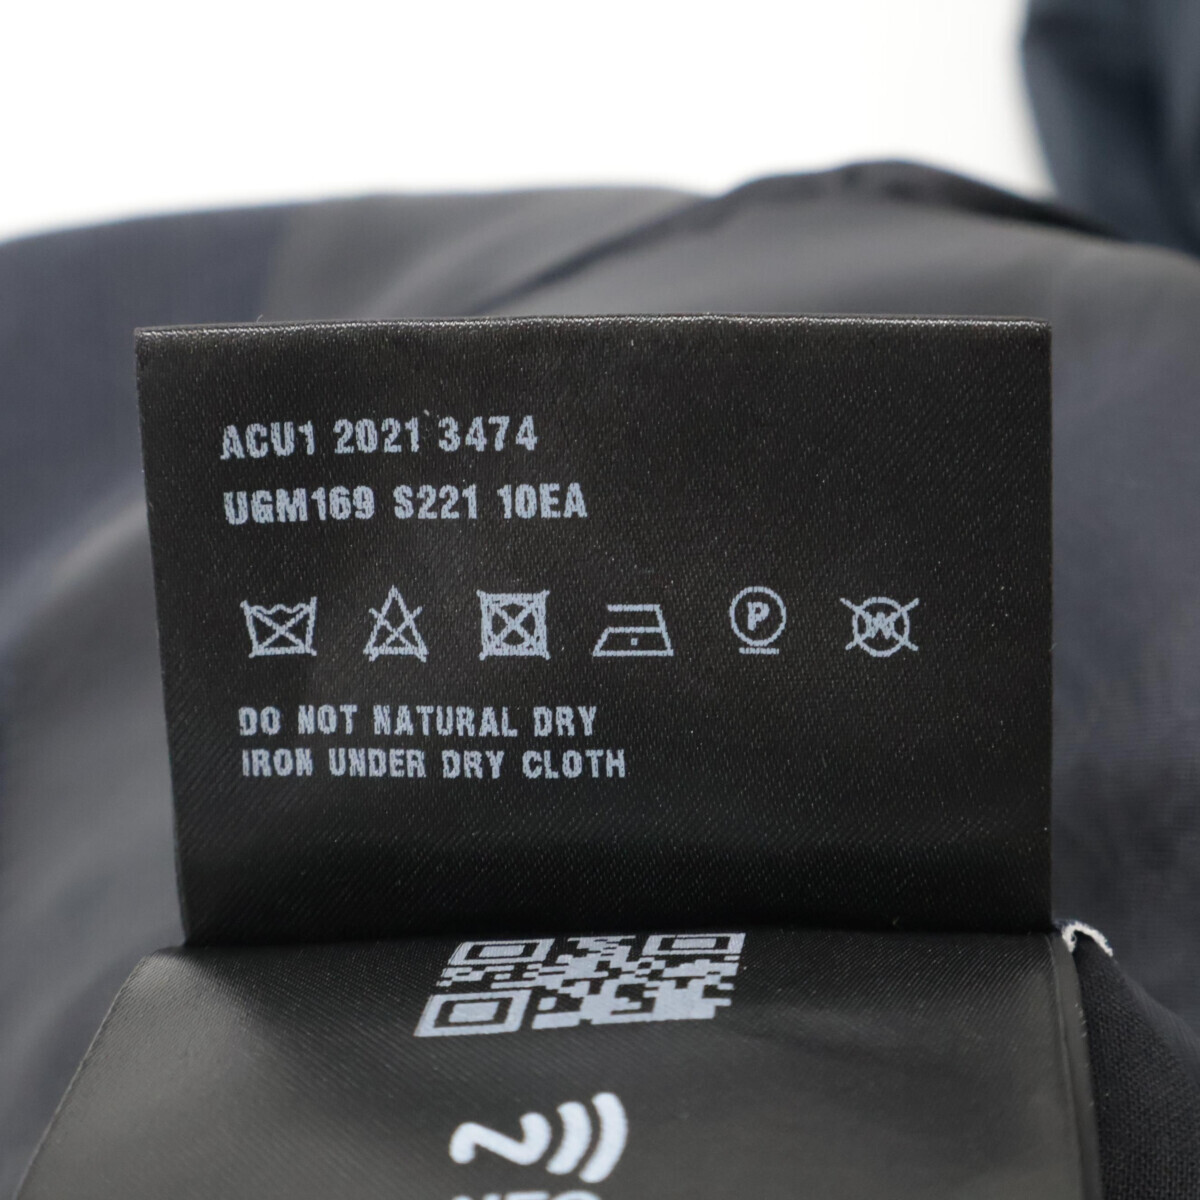 ACU1 2021 3474
UGM169 S221 10EA
P
W
DO NOT NATURAL DRY
IRON UNDER DRY CLOTH